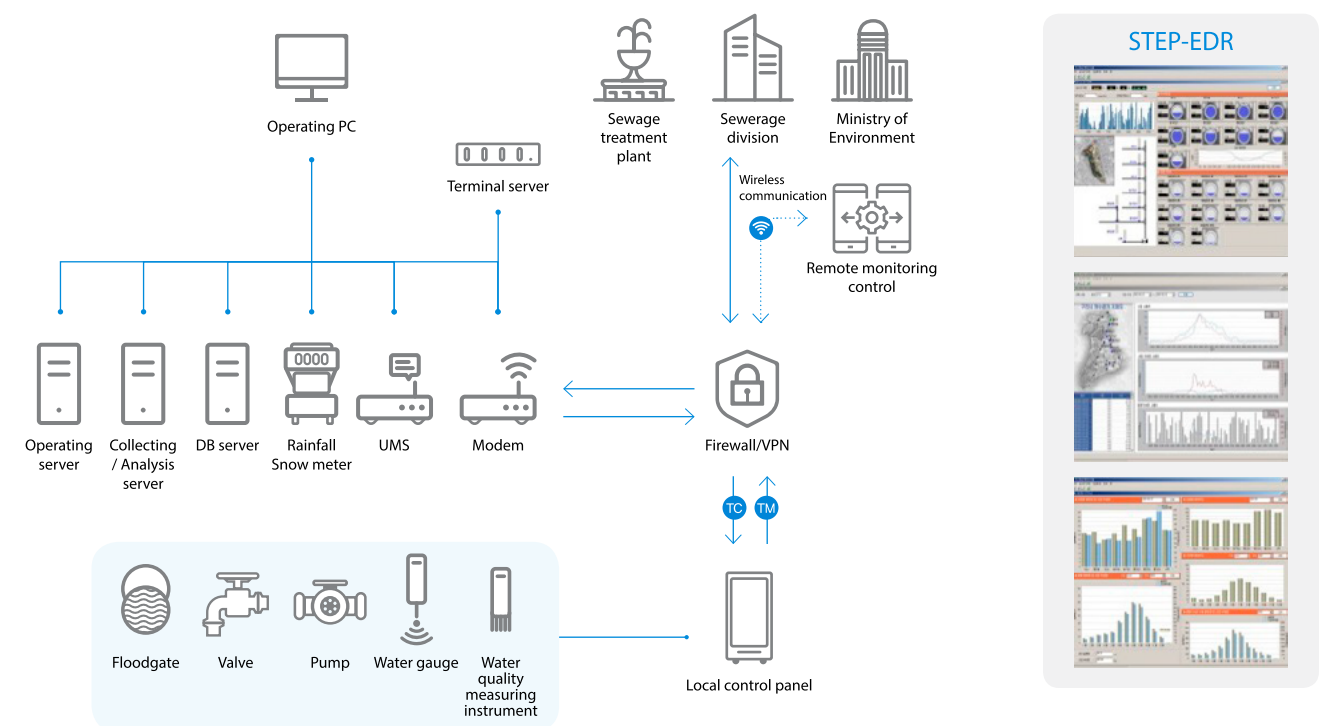 STEP-EDR
Operating PC
Sewage
treatment
plant
Sewerage
division
Ministry of
Environment
0 0 0 0 .
Terminal server
Wireless
communication
Remote monitoring
control
0000
Operating
server
Collecting
/ Analysis
server
DB server
Rainfall
Snow meter
UMS
Modem
Firewall/VPN
TC
TM
Floodgate
Valve
Pump
Water gauge
Water
quality
measuring
instrument
Local control panel